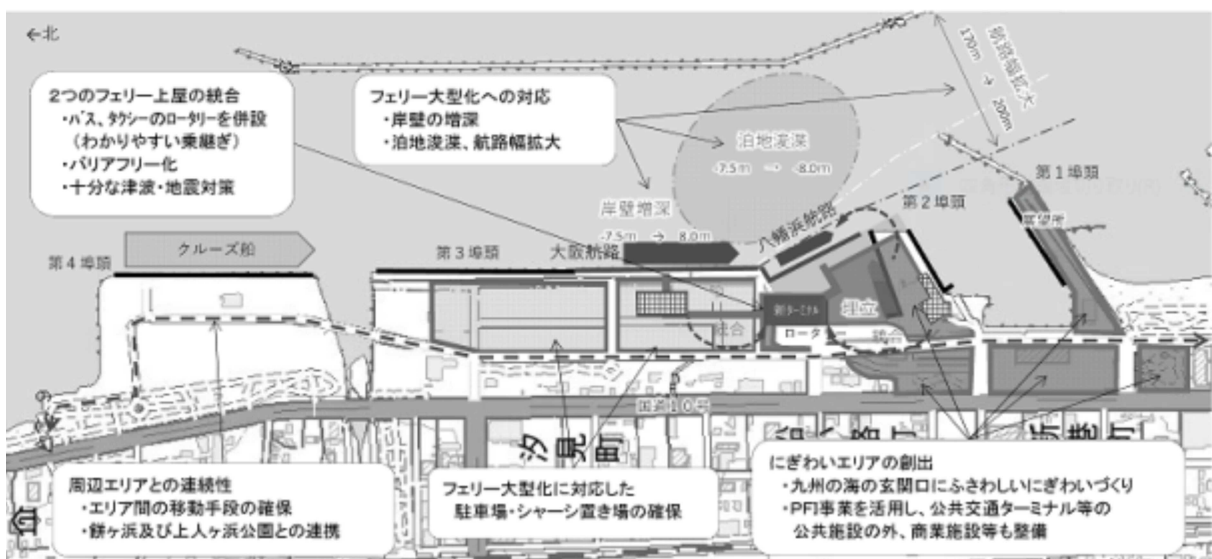 ←北
2つのフェリー上屋の統合
・バス、タクシーのロータリーを併設
（わかりやすい乗継ぎ）
・バリアフリー化
・十分な津波・地震対策
フェリー大型化への対応
・岸壁の増深
・泊地浚渫、航路幅拡大
航路幅拡大
170m → 200m
泊地浚渫
-7.5m → -8.0m
岸壁増深
-7.5m → 8.0m
第4埠頭
クルーズ船
第3埠頭
大阪航路
八幡浜航路
第2埠頭
第1埠頭
展望所
新ターミナル
埋立
統合
ロータリー
統合
国道10号
汐見町
新港町
周辺エリアとの連続性
・エリア間の移動手段の確保
・餅ヶ浜及び上人ヶ浜公園との連携
フェリー大型化に対応した
駐車場・シャーシ置き場の確保
にぎわいエリアの創出
・九州の海の玄関口にふさわしいにぎわいづくり
・PFI事業を活用し、公共交通ターミナル等の
公共施設の外、商業施設等も整備